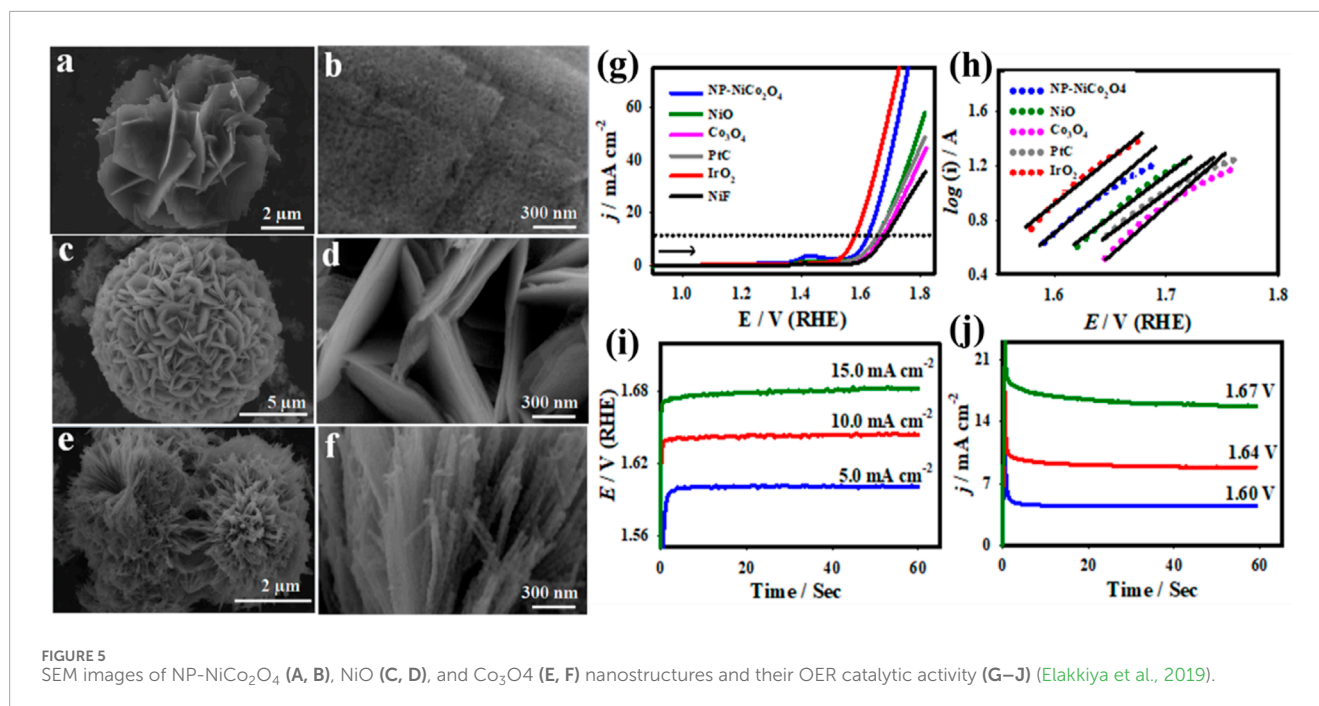 a
2 µm
b
300 nm
c
5 µm
d
300 nm
e
2 µm
f
300 nm
(g)
j / mA cm⁻²
60
40
20
0
NP-NiCo₂O₄
NiO
Co₃O₄
PtC
IrO₂
NiF
1.0 1.2 1.4 1.6 1.8
E / V (RHE)
(h)
log (i) / A
1.6
1.2
0.8
0.4
NP-NiCo₂O4
NiO
Co₃O₄
PtC
IrO₂
1.6 1.7 1.8
E / V (RHE)
(i)
E / V (RHE)
1.68
1.62
1.56
15.0 mA cm⁻²
10.0 mA cm⁻²
5.0 mA cm⁻²
0 20 40 60
Time / Sec
(j)
j / mA cm⁻²
21
14
7
0
1.67 V
1.64 V
1.60 V
0 20 40 60
Time / Sec
FIGURE 5
SEM images of NP-NiCo₂O₄ (A, B), NiO (C, D), and Co₃O4 (E, F) nanostructures and their OER catalytic activity (G–J) (Elakkiya et al., 2019).